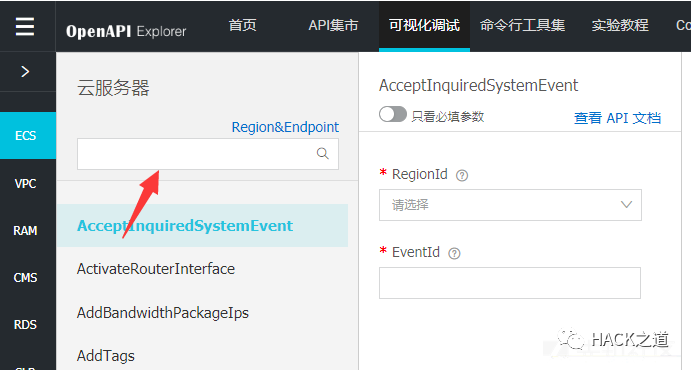 OpenAPI Explorer 首页 API集市 可视化调试 命令行工具集 实验教程 Co
云服务器
Region&Endpoint
ECS
VPC
RAM
CMS
RDS
AcceptInquiredSystemEvent
ActivateRouterInterface
AddBandwidthPackageIps
AddTags
AcceptInquiredSystemEvent
只看必填参数 查看 API 文档
* RegionId ?
请选择
* EventId ?
HACK之道